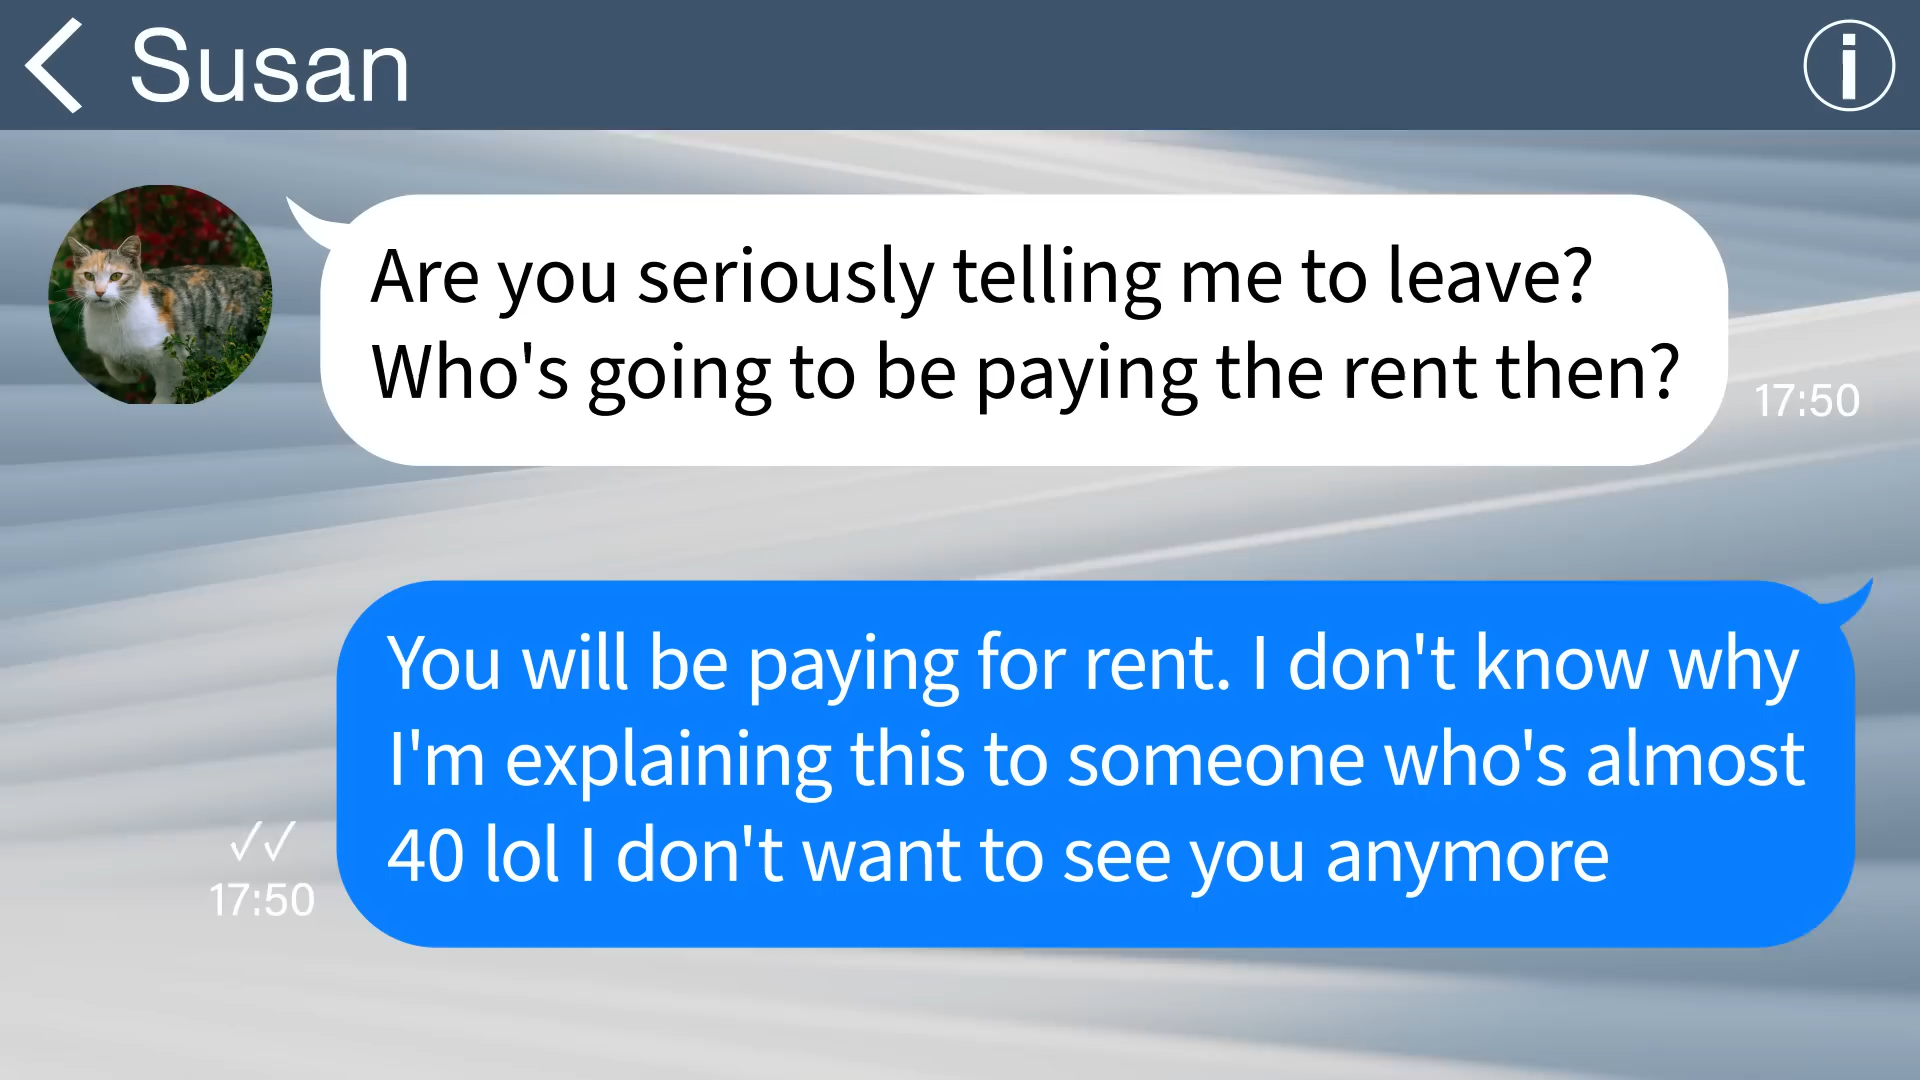 Susan
Are you seriously telling me to leave?
Who's going to be paying the rent then?
17:50
You will be paying for rent. I don't know why
I'm explaining this to someone who's almost
40 lol I don't want to see you anymore
17:50